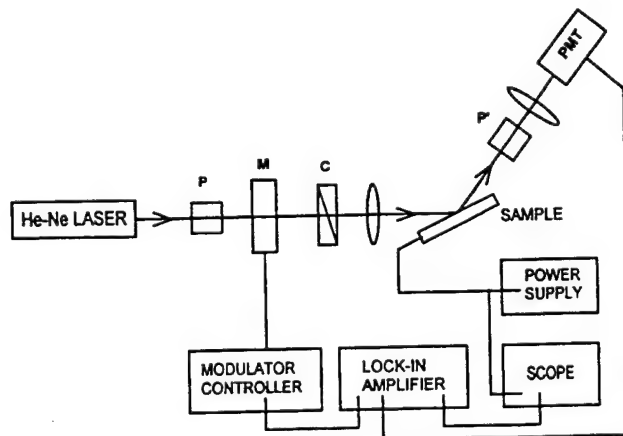 PMT
P'
M
C
P
He-Ne LASER
SAMPLE
POWER
SUPPLY
MODULATOR
CONTROLLER
LOCK-IN
AMPLIFIER
SCOPE